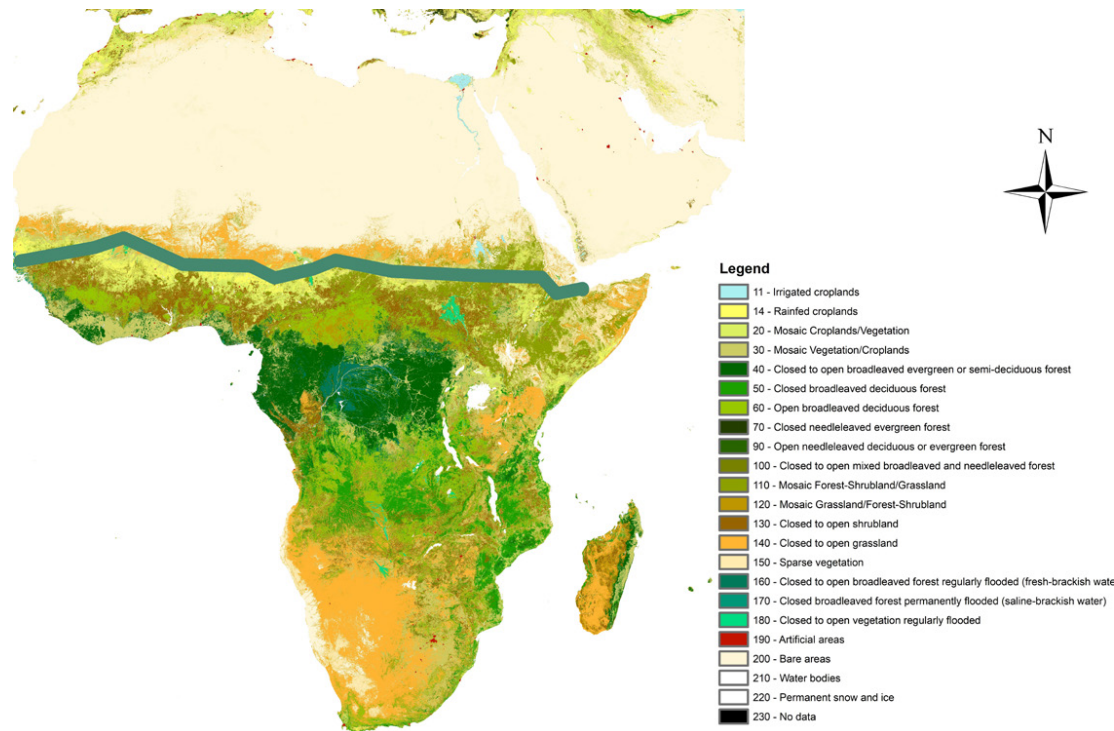 N
Legend
11 - Irrigated croplands
14 - Rainfed croplands
20 - Mosaic Croplands/Vegetation
30 - Mosaic Vegetation/Croplands
40 - Closed to open broadleaved evergreen or semi-deciduous forest
50 - Closed broadleaved deciduous forest
60 - Open broadleaved deciduous forest
70 - Closed needleleaved evergreen forest
90 - Open needleleaved deciduous or evergreen forest
100 - Closed to open mixed broadleaved and needleleaved forest
110 - Mosaic Forest-Shrubland/Grassland
120 - Mosaic Grassland/Forest-Shrubland
130 - Closed to open shrubland
140 - Closed to open grassland
150 - Sparse vegetation
160 - Closed to open broadleaved forest regularly flooded (fresh-brackish wate
170 - Closed broadleaved forest permanently flooded (saline-brackish water)
180 - Closed to open vegetation regularly flooded
190 - Artificial areas
200 - Bare areas
210 - Water bodies
220 - Permanent snow and ice
230 - No data